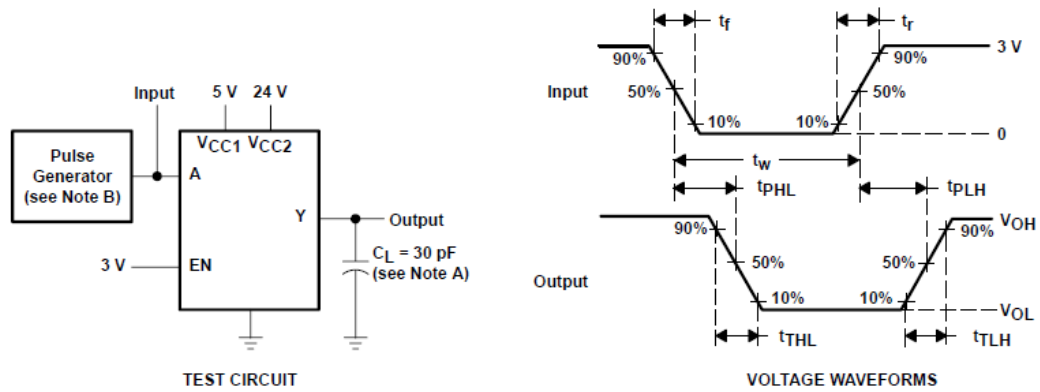 Input
5 V 24 V
VCC1 VCC2
Pulse
Generator
(see Note B)
A
Y
Output
3 V
EN
CL = 30 pF
(see Note A)
TEST CIRCUIT
tf
tr
3 V
90%
90%
Input
50%
50%
10%
10%
0
tw
tPHL
tPLH
VOH
90%
90%
Output
50%
50%
10%
10%
VOL
tTHL
tTLH
VOLTAGE WAVEFORMS